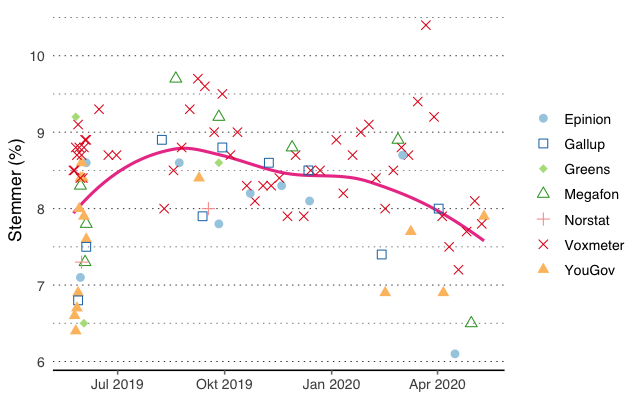 10
9
8
7
6
Stemmer (%)
Jul 2019
Okt 2019
Jan 2020
Apr 2020
Epinion
Gallup
Greens
Megafon
Norstat
Voxmeter
YouGov